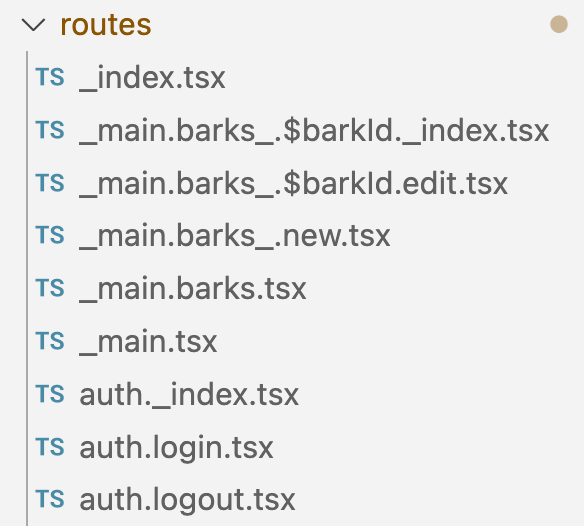 routes
TS _index.tsx
TS _main.barks_.$barkId._index.tsx
TS _main.barks_.$barkId.edit.tsx
TS _main.barks_.new.tsx
TS _main.barks.tsx
TS _main.tsx
TS auth._index.tsx
TS auth.login.tsx
TS auth.logout.tsx